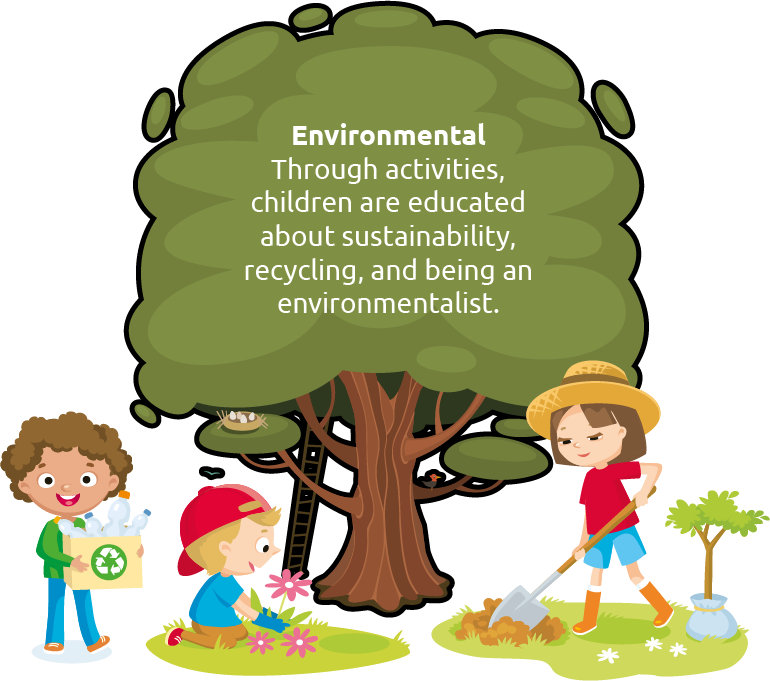 Environmental
Through activities,
children are educated
about sustainability,
recycling, and being an
environmentalist.